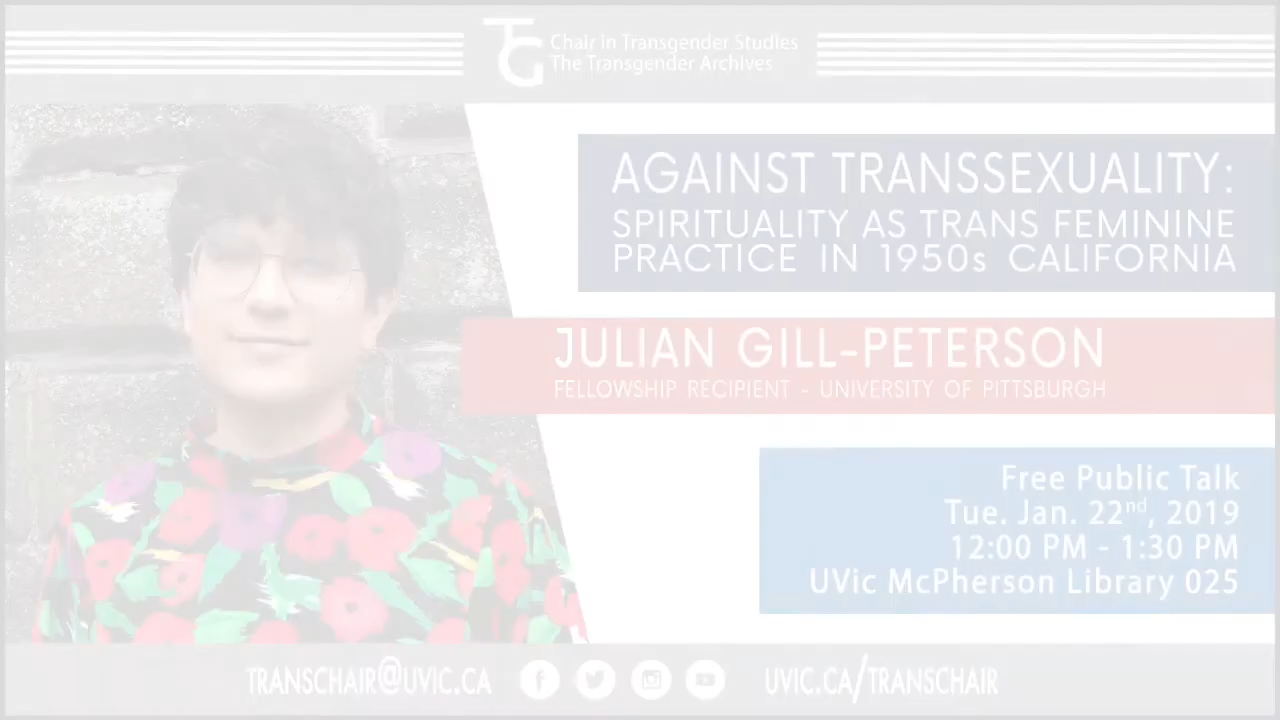 Chair in Transgender Studies
The Transgender Archives
AGAINST TRANSSEXUALITY:
SPIRITUALITY AS TRANS FEMININE
PRACTICE IN 1950s CALIFORNIA
JULIAN GILL-PETERSON
FELLOWSHIP RECIPIENT - UNIVERSITY OF PITTSBURGH
Free Public Talk
Tue. Jan. 22nd, 2019
12:00 PM - 1:30 PM
UVic McPherson Library 025
TRANSCHAIR@UVIC.CA
UVIC.CA/TRANSCHAIR